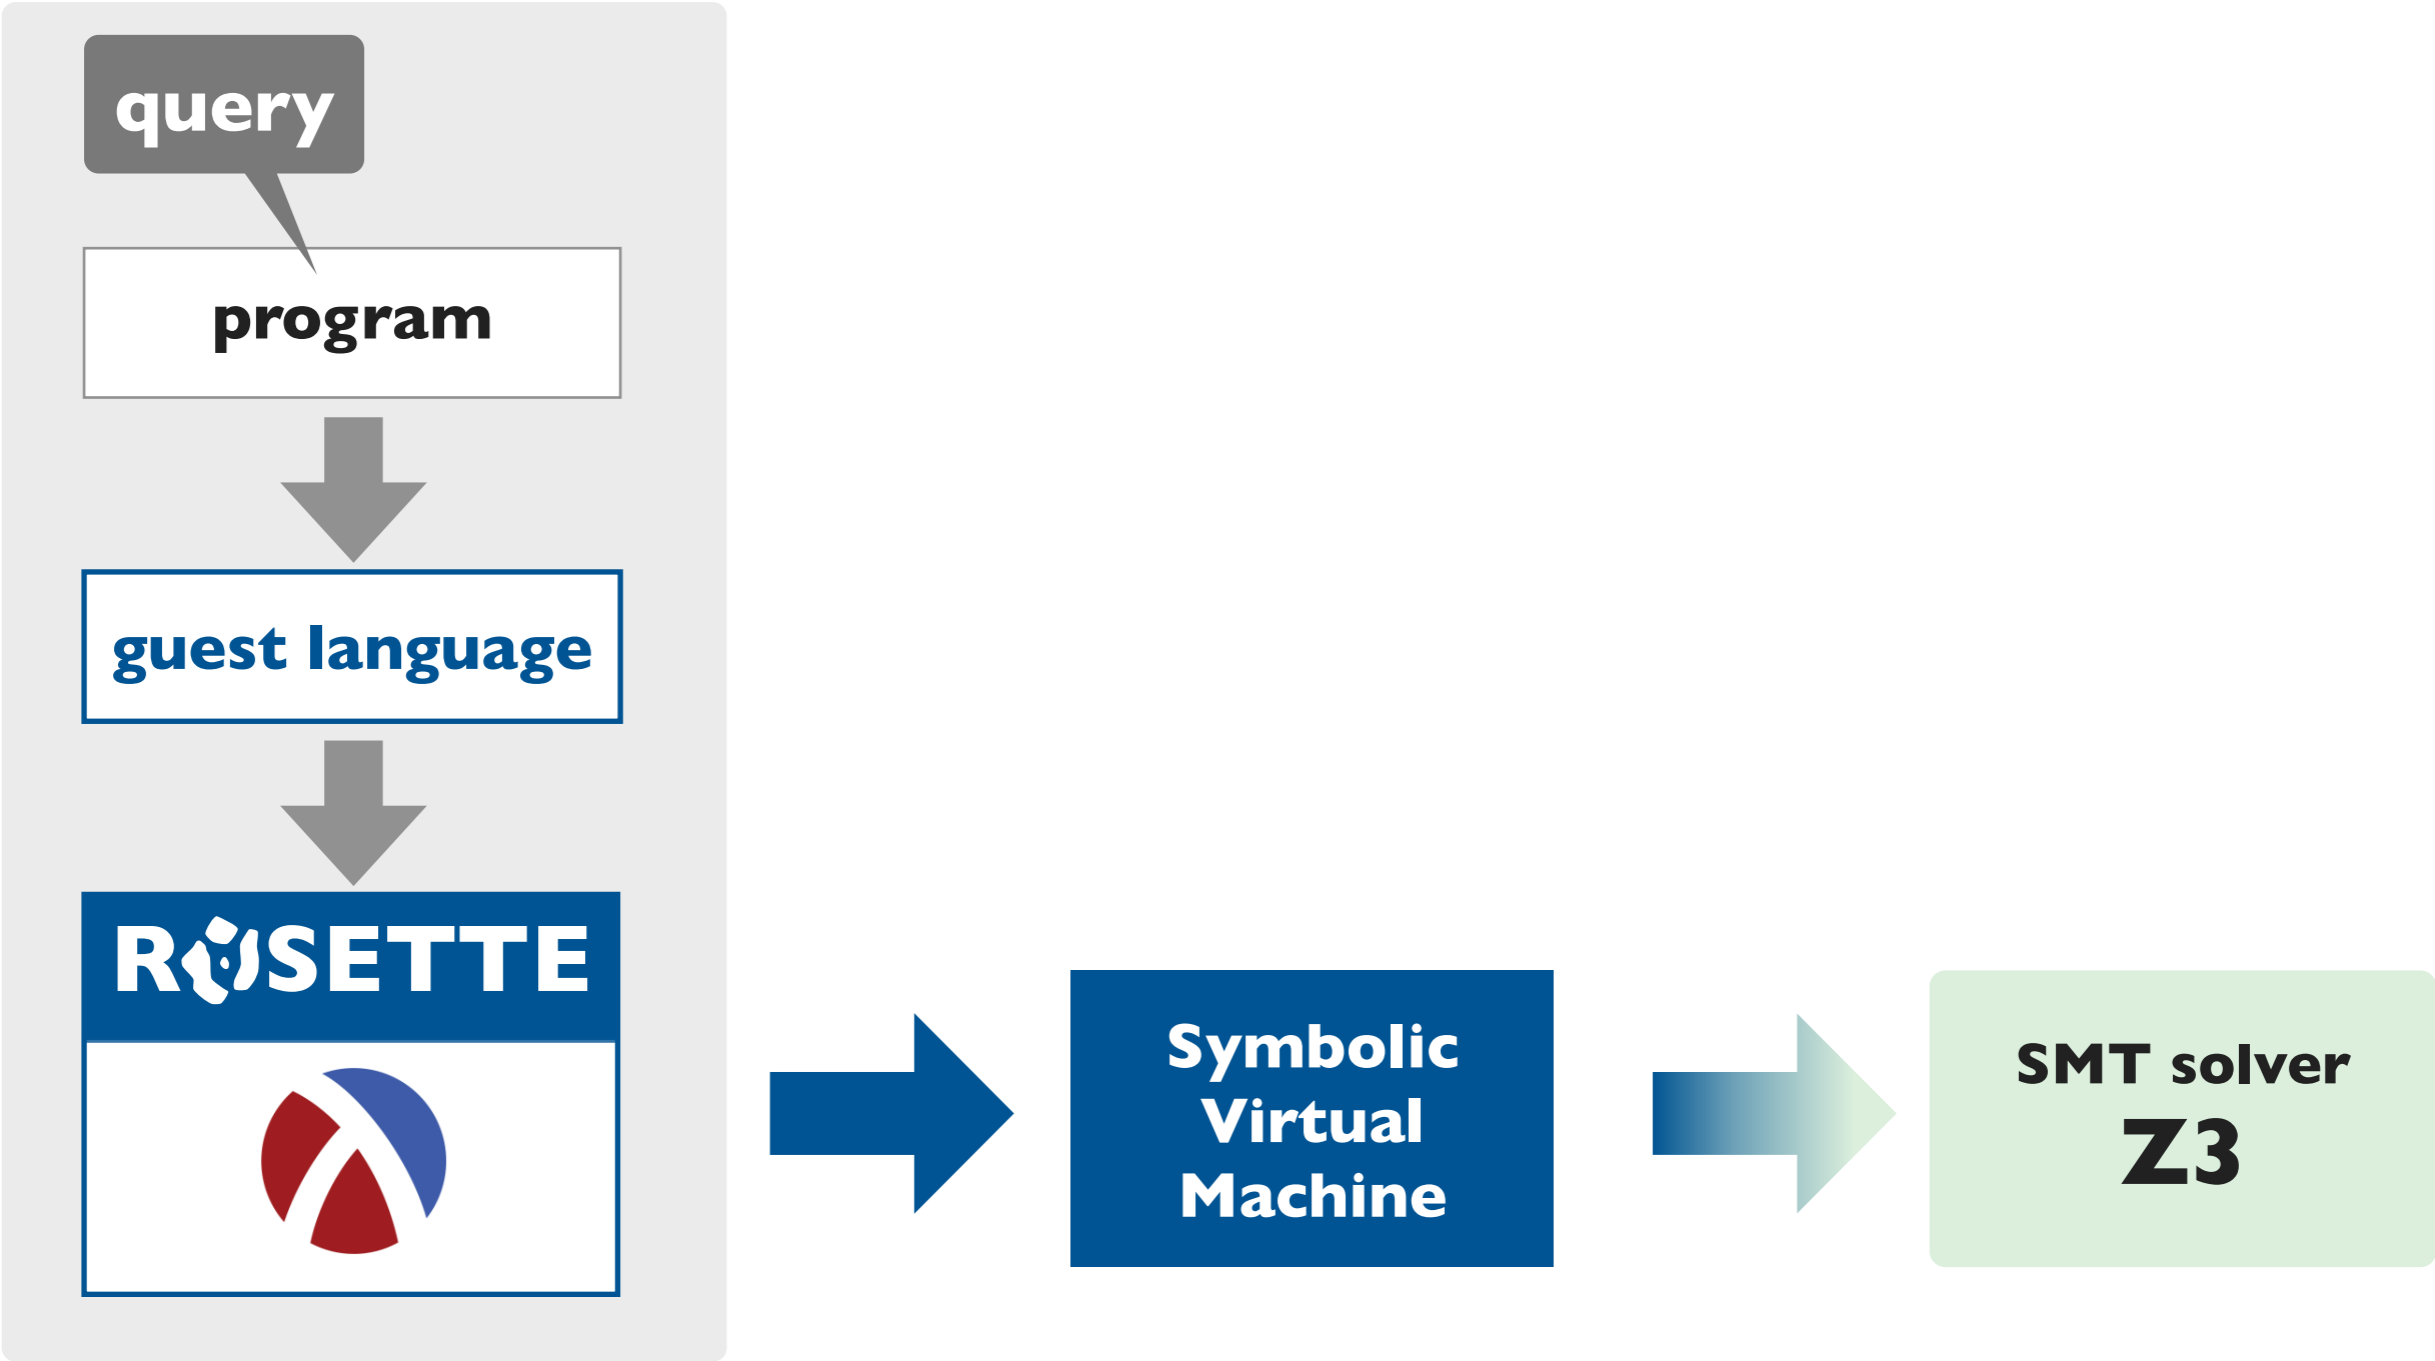 query
program
guest language
ROSETTE
Symbolic
Virtual
Machine
SMT solver
Z3